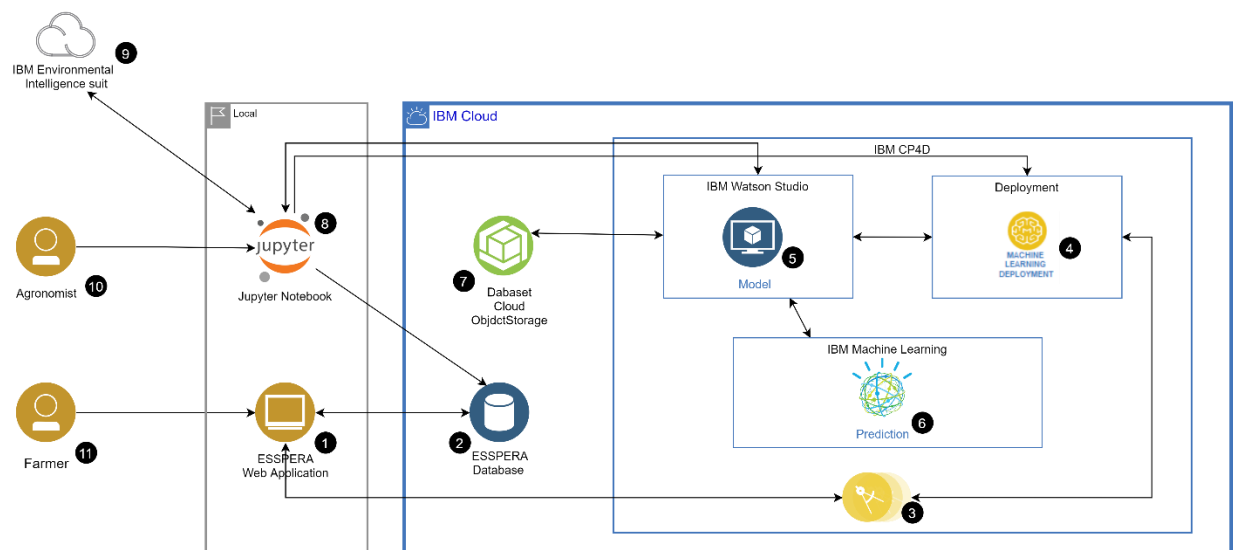 9
IBM Environmental
Intelligence suit
Local
IBM Cloud
IBM CP4D
IBM Watson Studio
Deployment
8
jupyter
Jupyter Notebook
10
Agronomist
7
Dabaset
Cloud
ObjdctStorage
5
Model
4
MACHINE
LEARNING
DEPLOYMENT
IBM Machine Learning
6
Prediction
11
Farmer
1
ESSPERA
Web Application
2
ESSPERA
Database
3